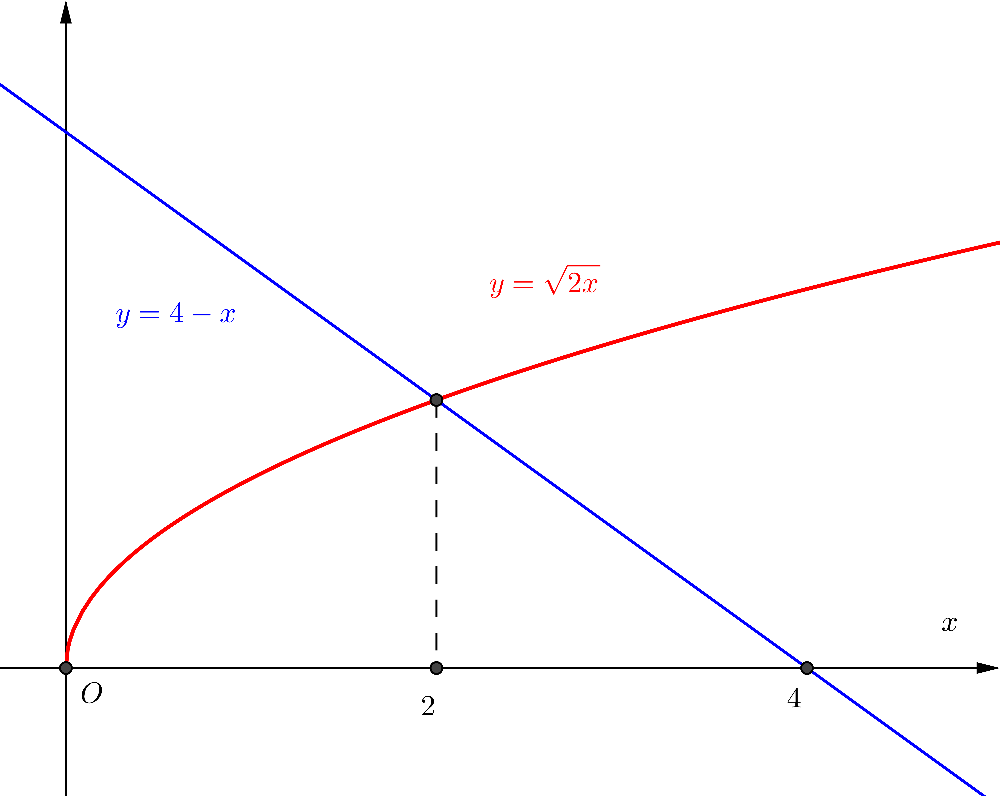 y = √2x
y = 4 − x
x
O
2
4